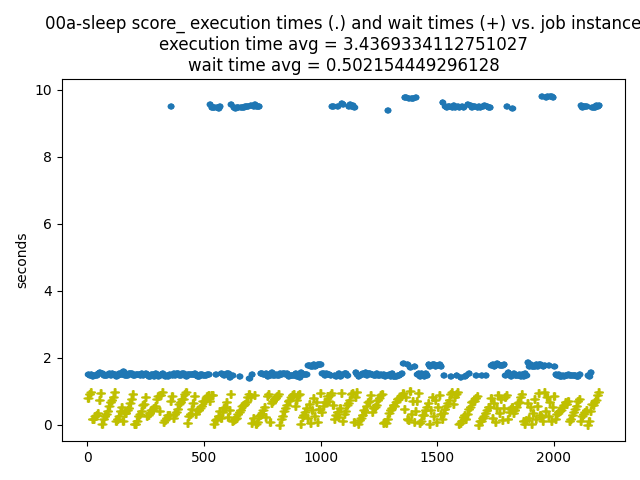 00a-sleep score_ execution times (.) and wait times (+) vs. job instance
execution time avg = 3.4369334112751027
wait time avg = 0.502154449296128
10
8
6
4
2
0
seconds
0 500 1000 1500 2000